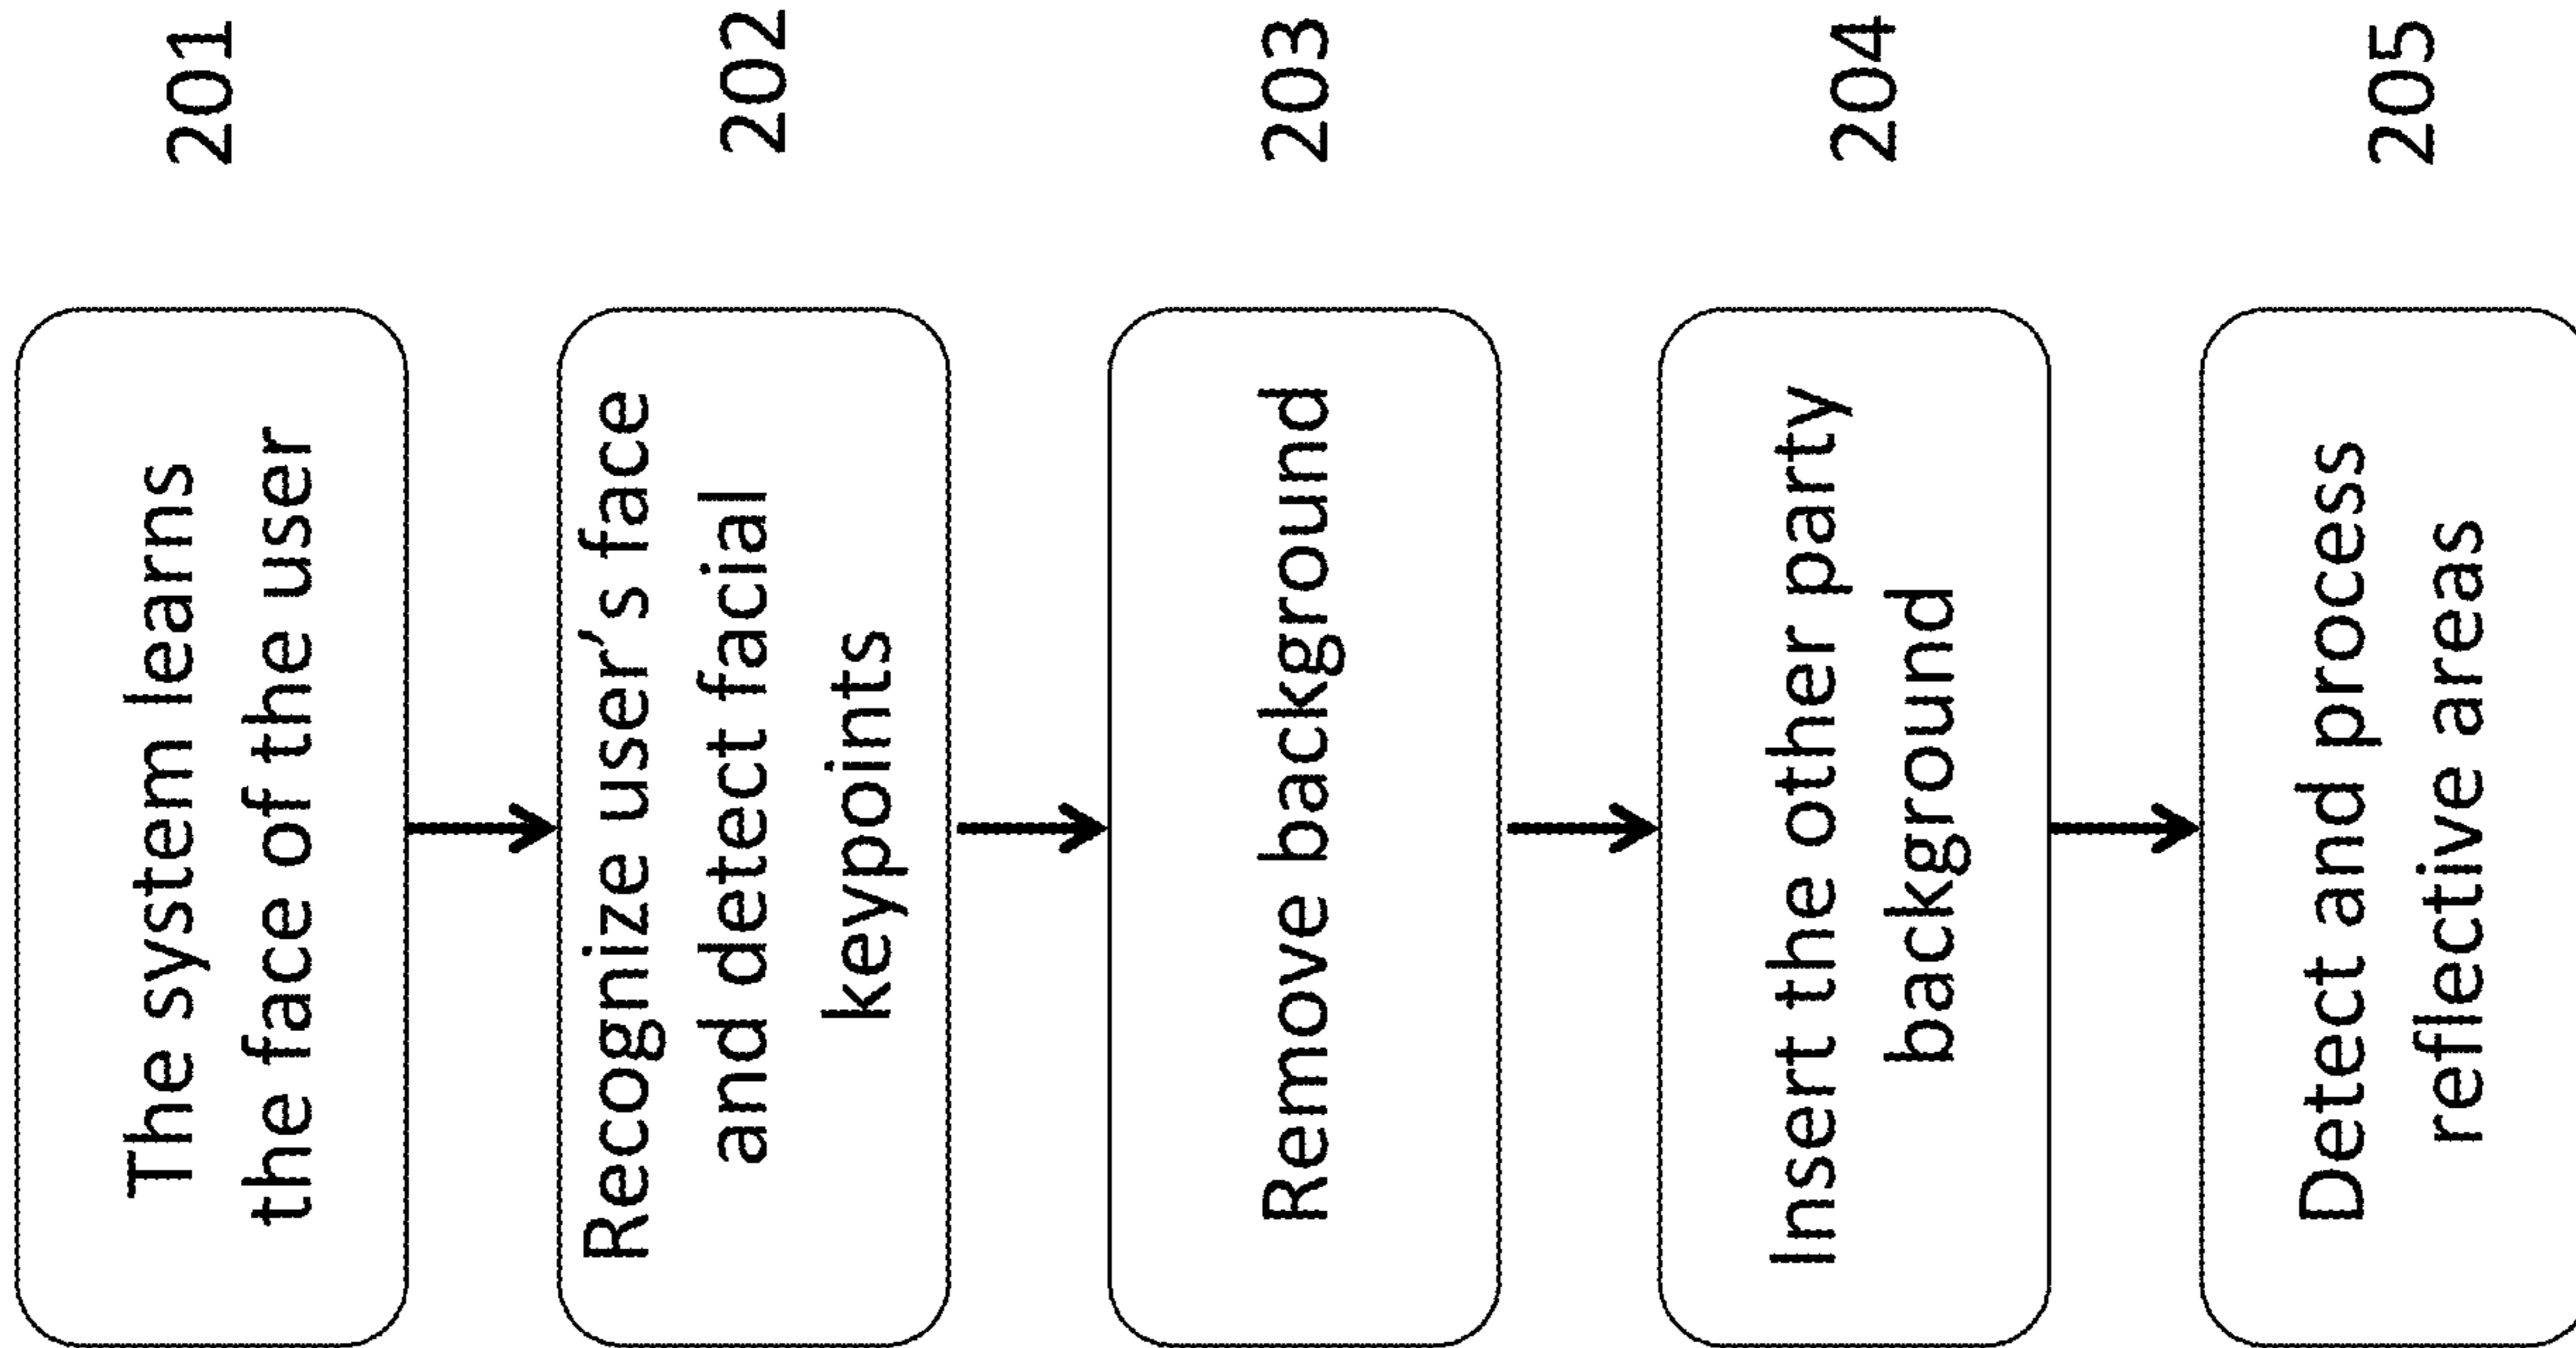 The system learns
the face of the user
201
Recognize user's face
and detect facial
keypoints
202
Remove background
203
Insert the other party
background
204
Detect and process
reflective areas
205